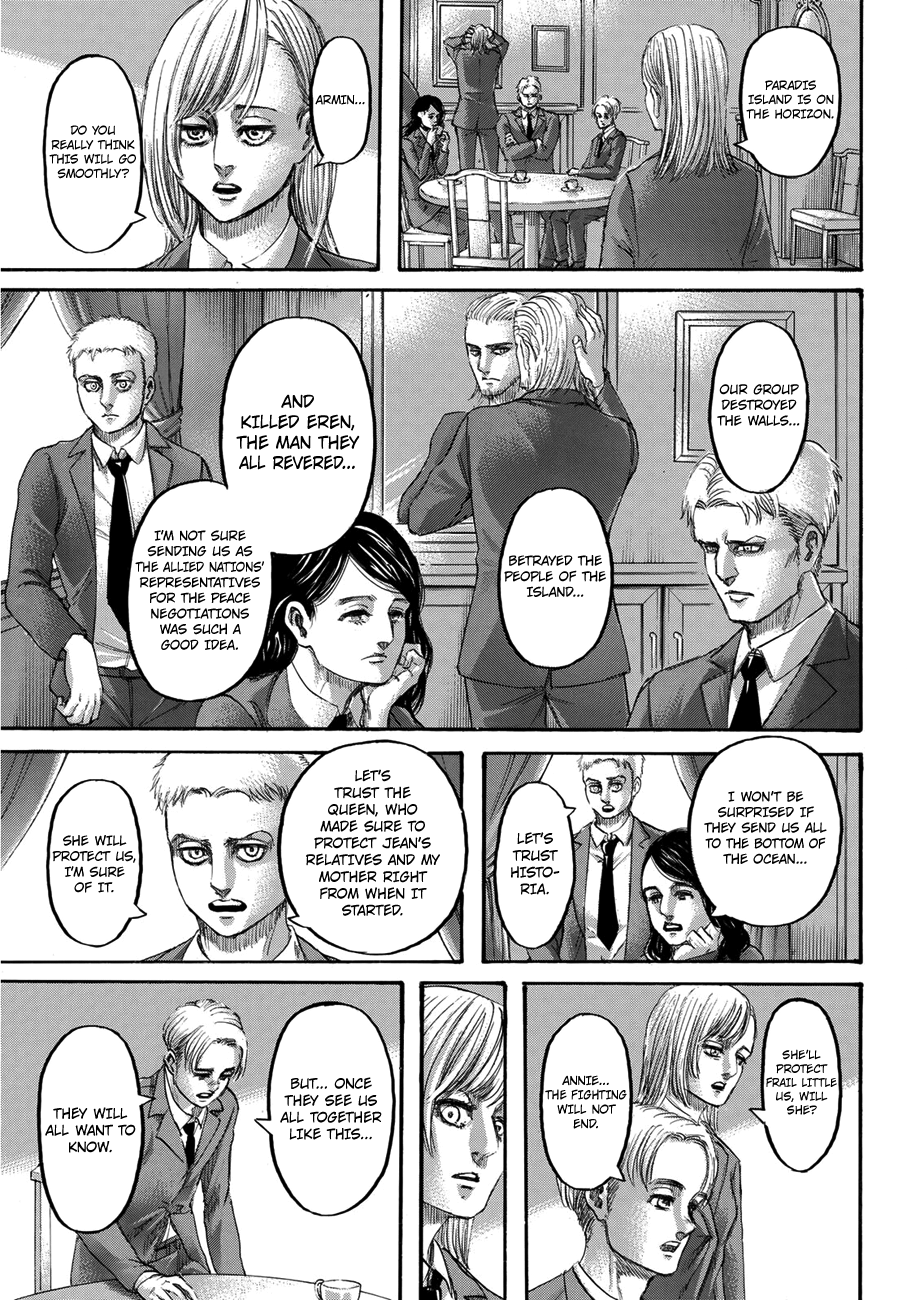 PARADIS
ISLAND IS ON
THE HORIZON.
ARMIN...
DO YOU
REALLY THINK
THIS WILL GO
SMOOTHLY?
OUR GROUP
DESTROYED
THE WALLS...
BETRAYED THE
PEOPLE OF THE
ISLAND...
AND
KILLED EREN,
THE MAN THEY
ALL REVERED...
I'M NOT SURE
SENDING US AS
THE ALLIED NATIONS'
REPRESENTATIVES
FOR THE PEACE
NEGOTIATIONS
WAS SUCH A
GOOD IDEA.
I WON'T BE
SURPRISED IF
THEY SEND US ALL
TO THE BOTTOM
OF THE OCEAN...
LET'S
TRUST
HISTO-
RIA.
LET'S
TRUST
THE QUEEN, WHO
MADE SURE TO
PROTECT JEAN'S
RELATIVES AND MY
MOTHER RIGHT
FROM WHEN IT
STARTED.
SHE WILL
PROTECT US,
I'M SURE
OF IT.
SHE'LL
PROTECT
FRAIL LITTLE
US, WILL
SHE?
ANNIE...
THE FIGHTING
WILL NOT
END.
BUT... ONCE
THEY SEE US
ALL TOGETHER
LIKE THIS...
THEY WILL
ALL WANT TO
KNOW.